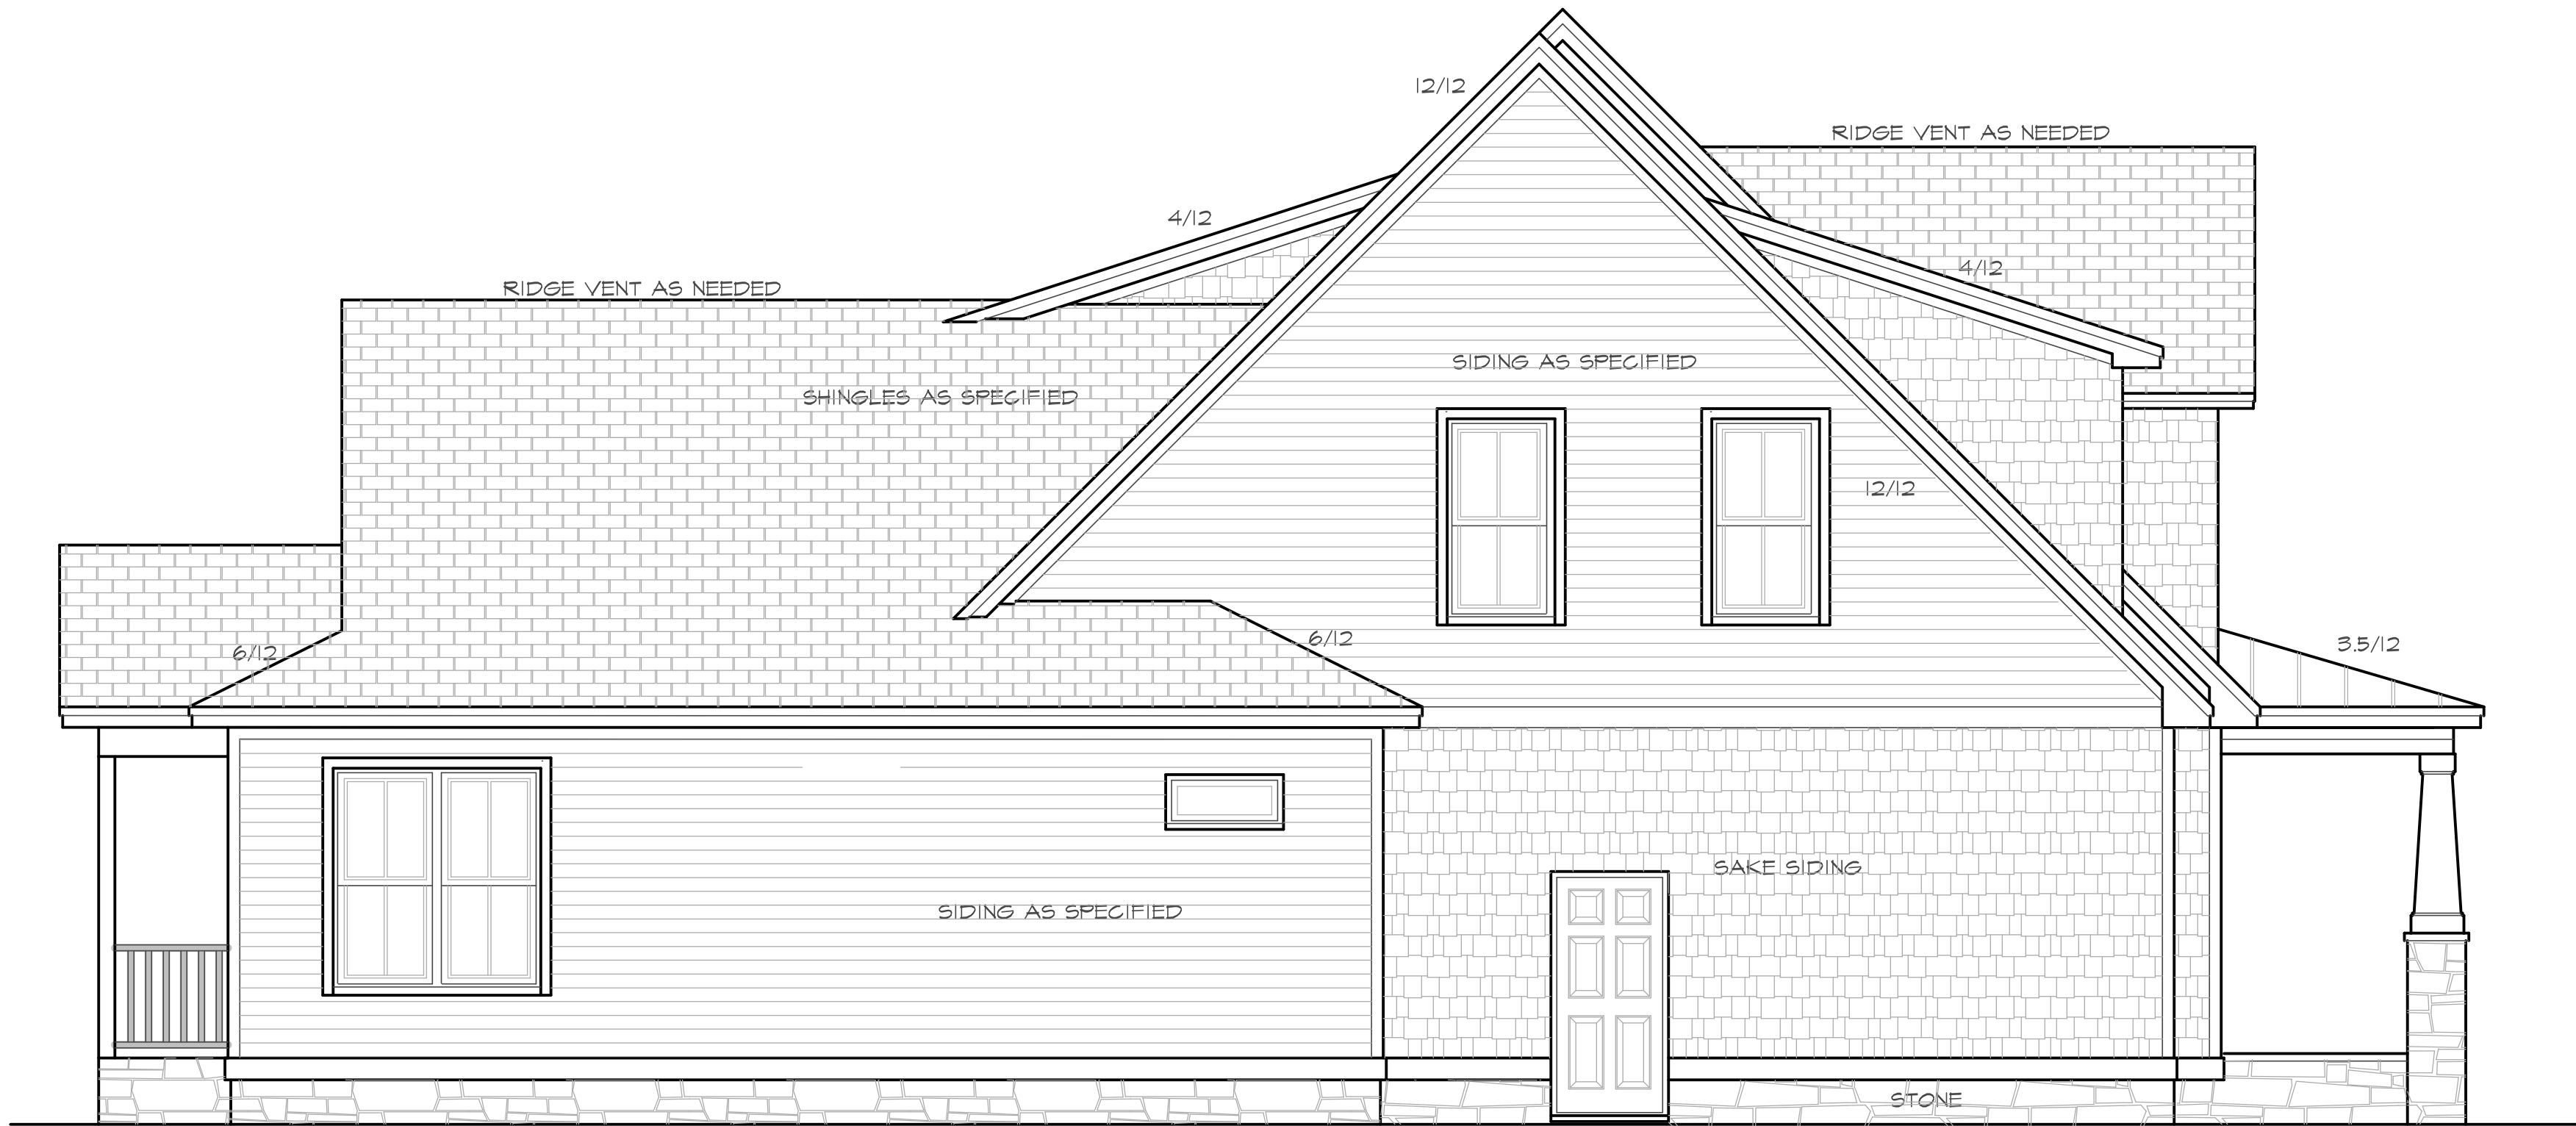 12/12
RIDGE VENT AS NEEDED
4/12
4/12
RIDGE VENT AS NEEDED
SIDING AS SPECIFIED
SHINGLES AS SPECIFIED
12/12
6/12
6/12
3.5/12
SAKE SIDING
SIDING AS SPECIFIED
STONE